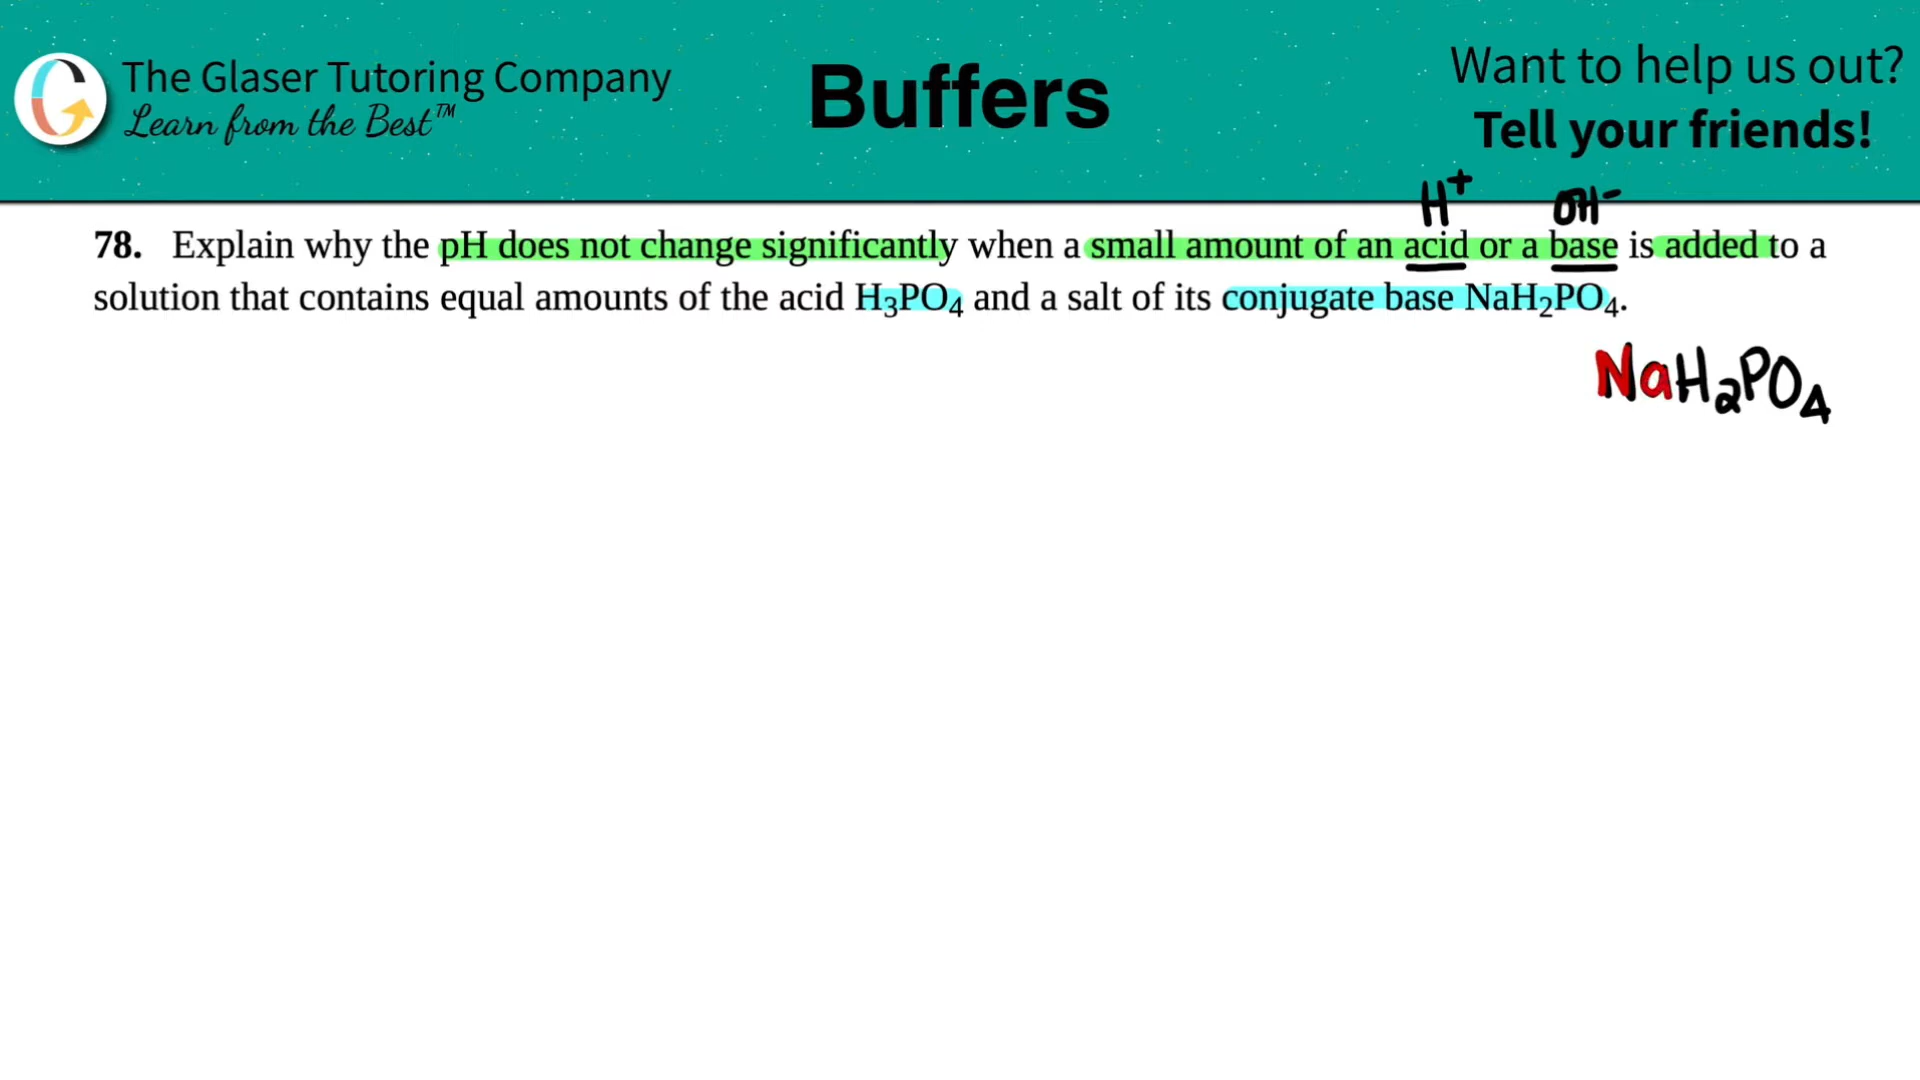 The Glaser Tutoring Company
Learn from the Best™
Buffers
Want to help us out?
Tell your friends!
H⁺ OH⁻
78. Explain why the pH does not change significantly when a small amount of an acid or a base is added to a
solution that contains equal amounts of the acid H₃PO₄ and a salt of its conjugate base NaH₂PO₄.
NaH₂PO₄